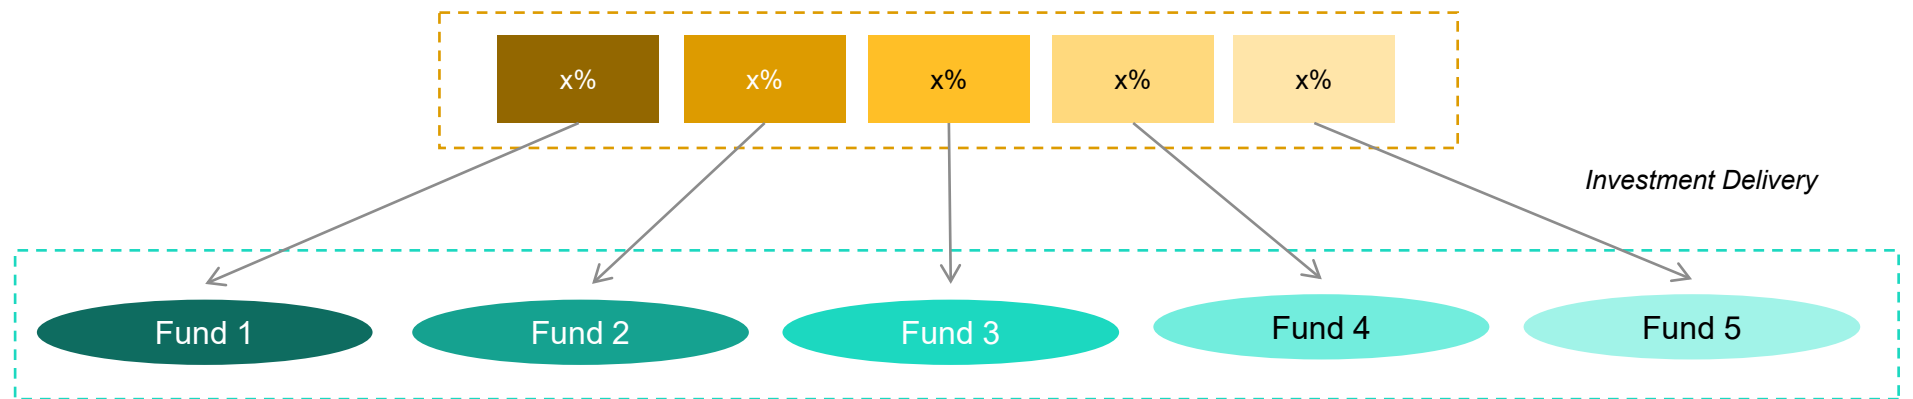 x%
x%
x%
x%
x%
Investment Delivery
Fund 1
Fund 2
Fund 3
Fund 4
Fund 5